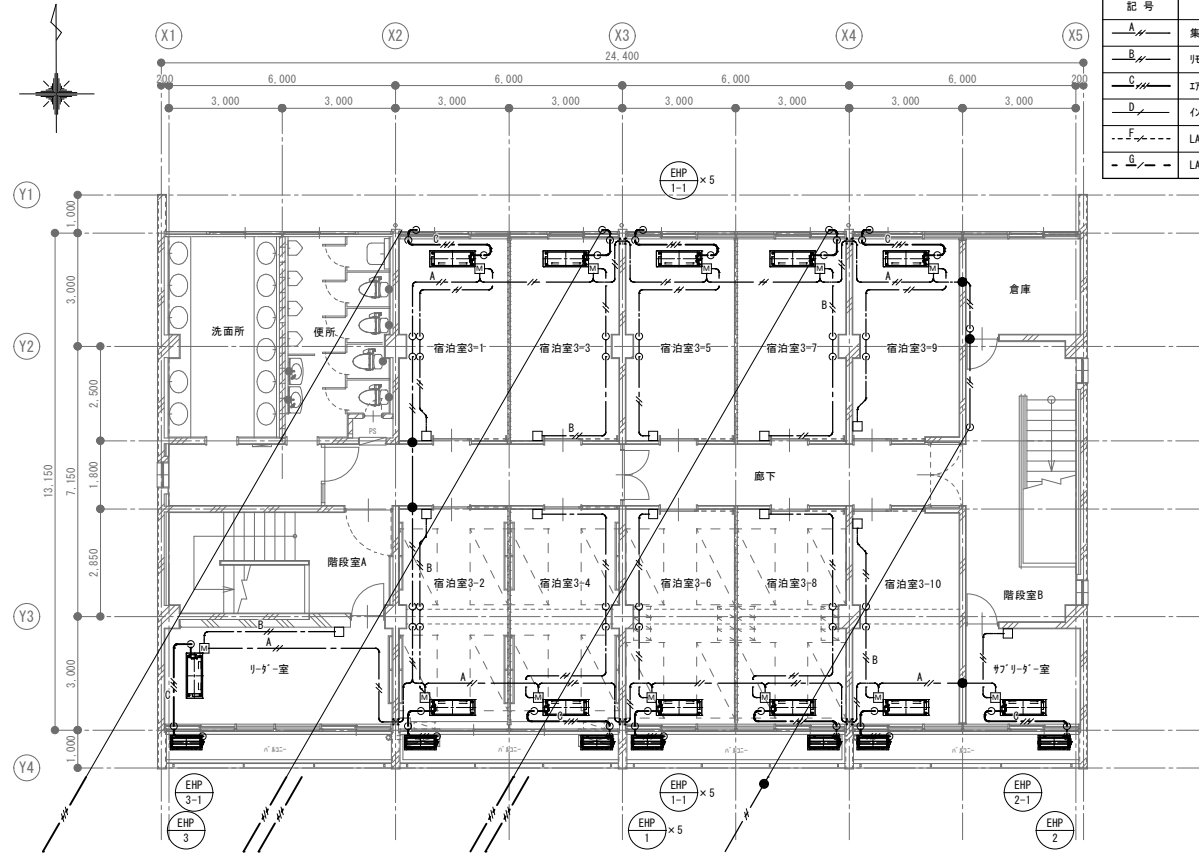 記 号
A 集
B リモ
C エア
D イン
F LA
G LA
X1 X2 X3 X4 X5
24,400
200 6,000 6,000 6,000 6,000 200
3,000 3,000 3,000 3,000 3,000 3,000 3,000 3,000
Y1
Y2
Y3
Y4
1,000
3,000
2,500
1,800
2,850
3,000
1,000
7,150
13,150
EHP
1-1 ×5
C C C
A A
B
洗面所
便所
宿泊室3-1
宿泊室3-3
宿泊室3-5
宿泊室3-7
宿泊室3-9
倉庫
M M M M M
PS
B B
廊下
階段室A
宿泊室3-2
宿泊室3-4
宿泊室3-6
宿泊室3-8
宿泊室3-10
階段室B
B
B
B
A
M
C
リーダー室
サブリーダー室
A A
M M M M M M
C C
バルコニー
バルコニー
バルコニー
EHP
3-1
EHP
3
EHP
1-1 ×5
EHP
1 ×5
EHP
2-1
EHP
2